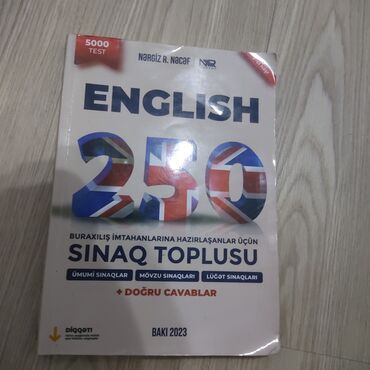 5000
TEST
NƏRGİZ R. NƏCƏF
ENGLISH
250
BURAXILIŞ İMTAHANLARINA HAZIRLAŞANLAR ÜÇÜN
SINAQ TOPLUSU
ÜMUMİ SINAQLAR
MÖVZU SINAQLARI
LÜĞƏT SINAQLARI
+ DOĞRU CAVABLAR
DİQQƏT!
BAKI 2023